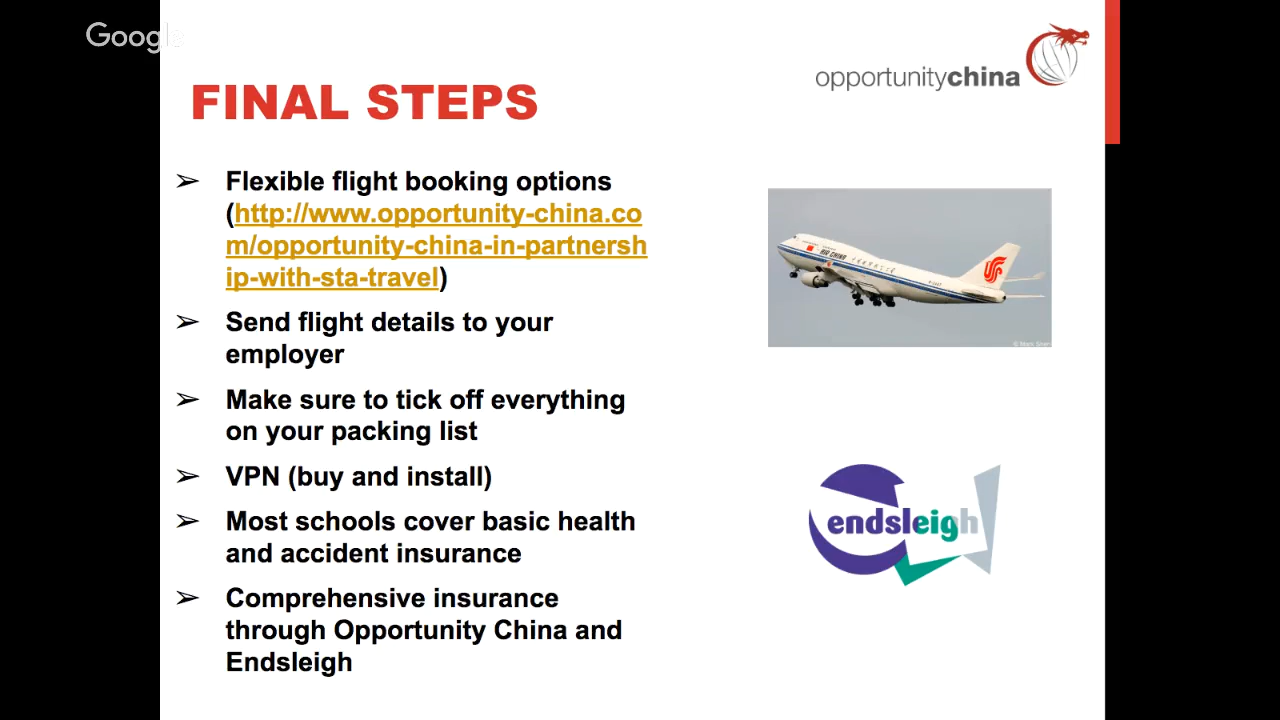 Google
opportunitychina
FINAL STEPS
➢ Flexible flight booking options
(http://www.opportunity-china.co
m/opportunity-china-in-partnersh
ip-with-sta-travel)
➢ Send flight details to your
employer
➢ Make sure to tick off everything
on your packing list
➢ VPN (buy and install)
➢ Most schools cover basic health
and accident insurance
➢ Comprehensive insurance
through Opportunity China and
Endsleigh
AIR CHINA
endsleigh